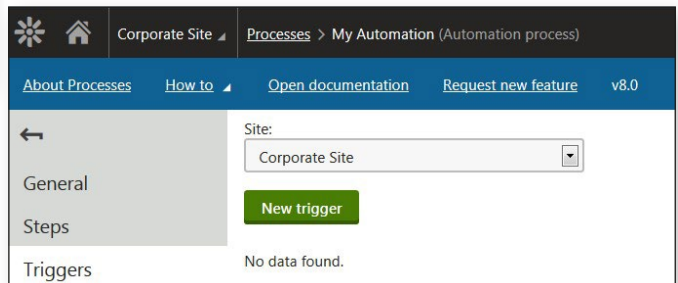 Corporate Site Processes > My Automation (Automation process)
About Processes How to Open documentation Request new feature v8.0
Site:
Corporate Site
General
New trigger
Steps
No data found.
Triggers